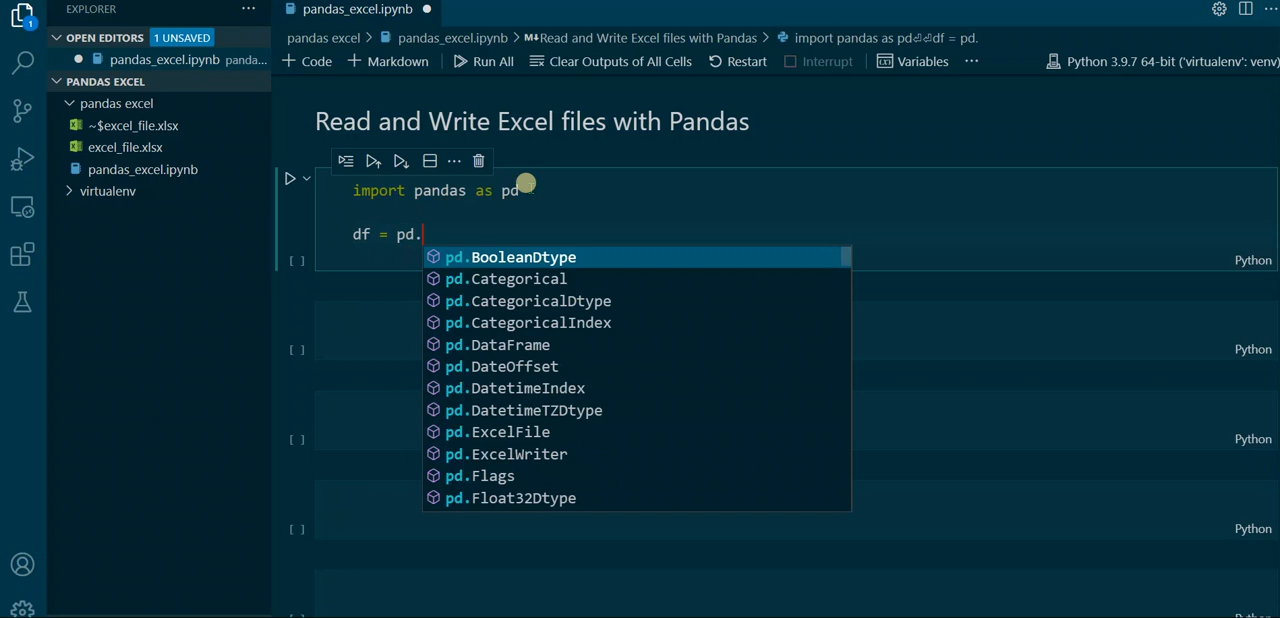 EXPLORER
OPEN EDITORS 1 UNSAVED
pandas_excel.ipynb panda...
PANDAS EXCEL
pandas excel
~$excel_file.xlsx
excel_file.xlsx
pandas_excel.ipynb
virtualenv
1
pandas_excel.ipynb
pandas excel > pandas_excel.ipynb > M↓Read and Write Excel files with Pandas > import pandas as pd⏎⏎df = pd.
+ Code + Markdown Run All Clear Outputs of All Cells Restart Interrupt Variables ... Python 3.9.7 64-bit ('virtualenv': venv)
Read and Write Excel files with Pandas
import pandas as pd
df = pd.
[ ] Python
pd.BooleanDtype
pd.Categorical
pd.CategoricalDtype
pd.CategoricalIndex
pd.DataFrame
pd.DateOffset
pd.DatetimeIndex
pd.DatetimeTZDtype
pd.ExcelFile
pd.ExcelWriter
pd.Flags
pd.Float32Dtype
[ ] Python
[ ] Python
[ ] Python